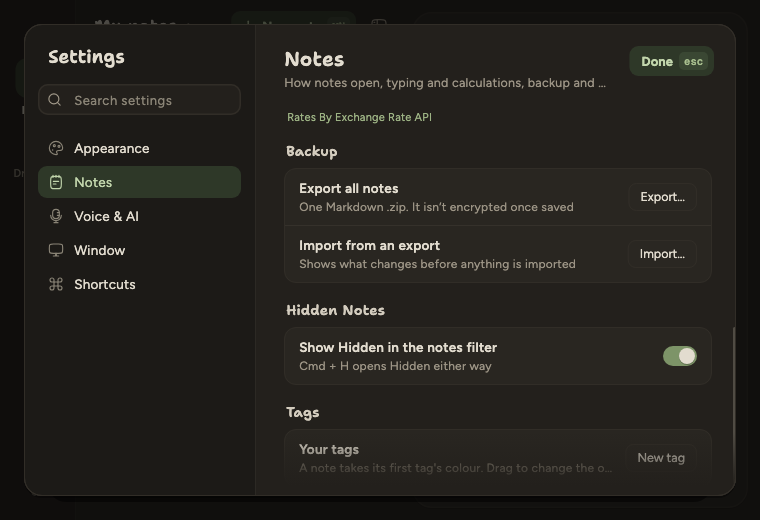 Settings
Search settings
Appearance
Notes
Voice & AI
Window
Shortcuts
Notes
How notes open, typing and calculations, backup and ...
Done esc
Rates By Exchange Rate API
Backup
Export all notes
One Markdown .zip. It isn't encrypted once saved
Export...
Import from an export
Shows what changes before anything is imported
Import...
Hidden Notes
Show Hidden in the notes filter
Cmd + H opens Hidden either way
Tags
Your tags
A note takes its first tag's colour. Drag to change the o...
New tag